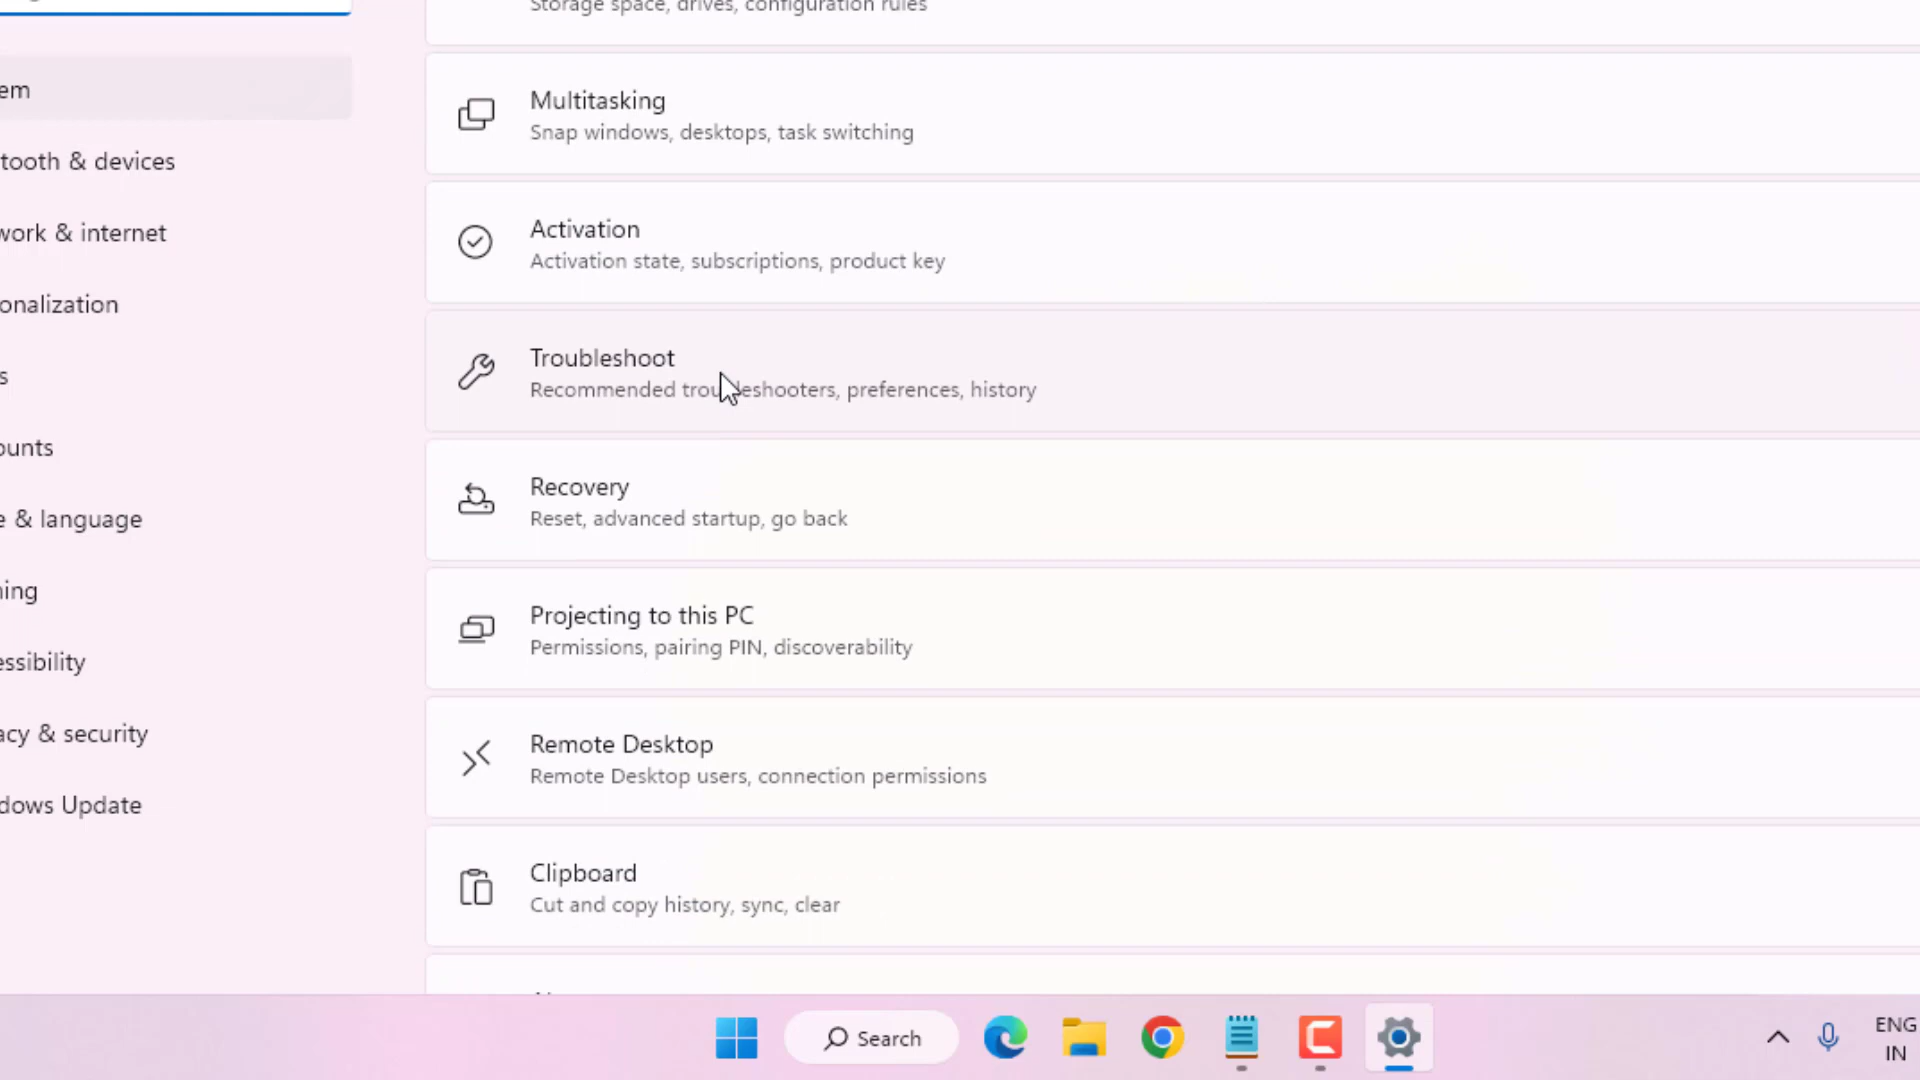 Storage space, drives, configuration rules
em
tooth & devices
work & internet
onalization
s
ounts
e & language
ing
essibility
acy & security
dows Update
Multitasking
Snap windows, desktops, task switching
Activation
Activation state, subscriptions, product key
Troubleshoot
Recommended troubleshooters, preferences, history
Recovery
Reset, advanced startup, go back
Projecting to this PC
Permissions, pairing PIN, discoverability
Remote Desktop
Remote Desktop users, connection permissions
Clipboard
Cut and copy history, sync, clear
Search
ENG
IN